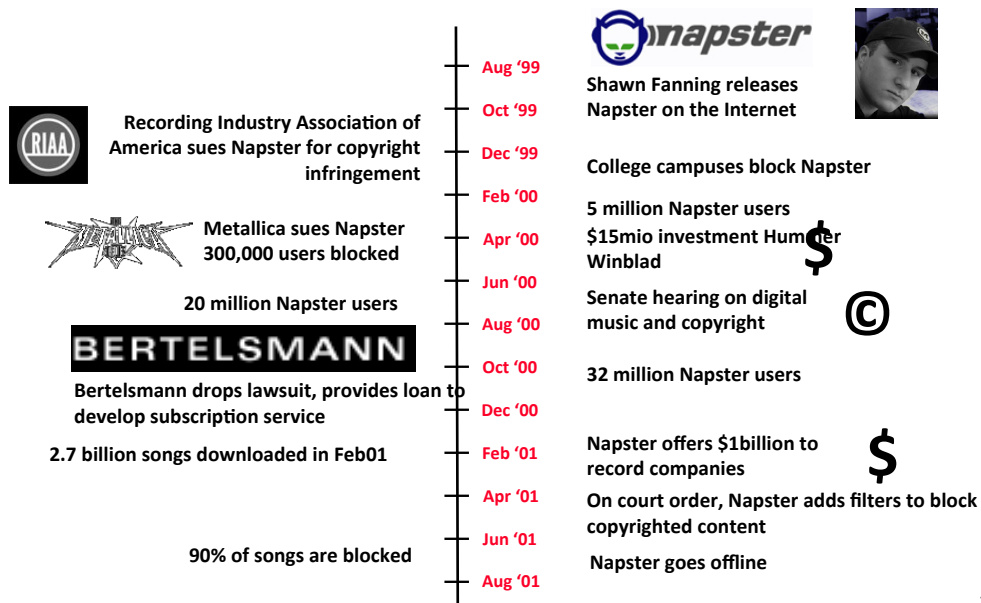 napster
Aug ‘99
Shawn Fanning releases
Napster on the Internet
Oct ‘99
RIAA
Recording Industry Association of
America sues Napster for copyright
infringement
Dec ‘99
College campuses block Napster
Feb ‘00
5 million Napster users
METALLICA
Metallica sues Napster
300,000 users blocked
Apr ‘00
$15mio investment Hummer
Winblad
$
Jun ‘00
20 million Napster users
Senate hearing on digital
music and copyright
©
Aug ‘00
BERTELSMANN
Oct ‘00
32 million Napster users
Bertelsmann drops lawsuit, provides loan to
develop subscription service
Dec ‘00
2.7 billion songs downloaded in Feb01
Feb ‘01
Napster offers $1billion to
record companies
$
Apr ‘01
On court order, Napster adds filters to block
copyrighted content
Jun ‘01
90% of songs are blocked
Napster goes offline
Aug ‘01